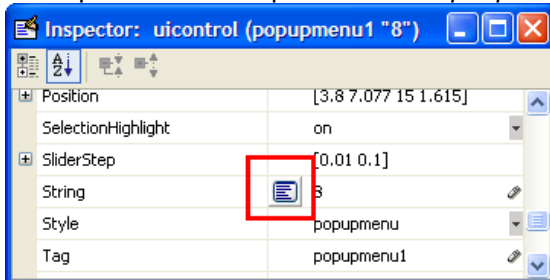 Inspector: uicontrol (popupmenu1 "8")
Position [3.8 7.077 15 1.615]
SelectionHighlight on
SliderStep [0.01 0.1]
String 8
Style popupmenu
Tag popupmenu1